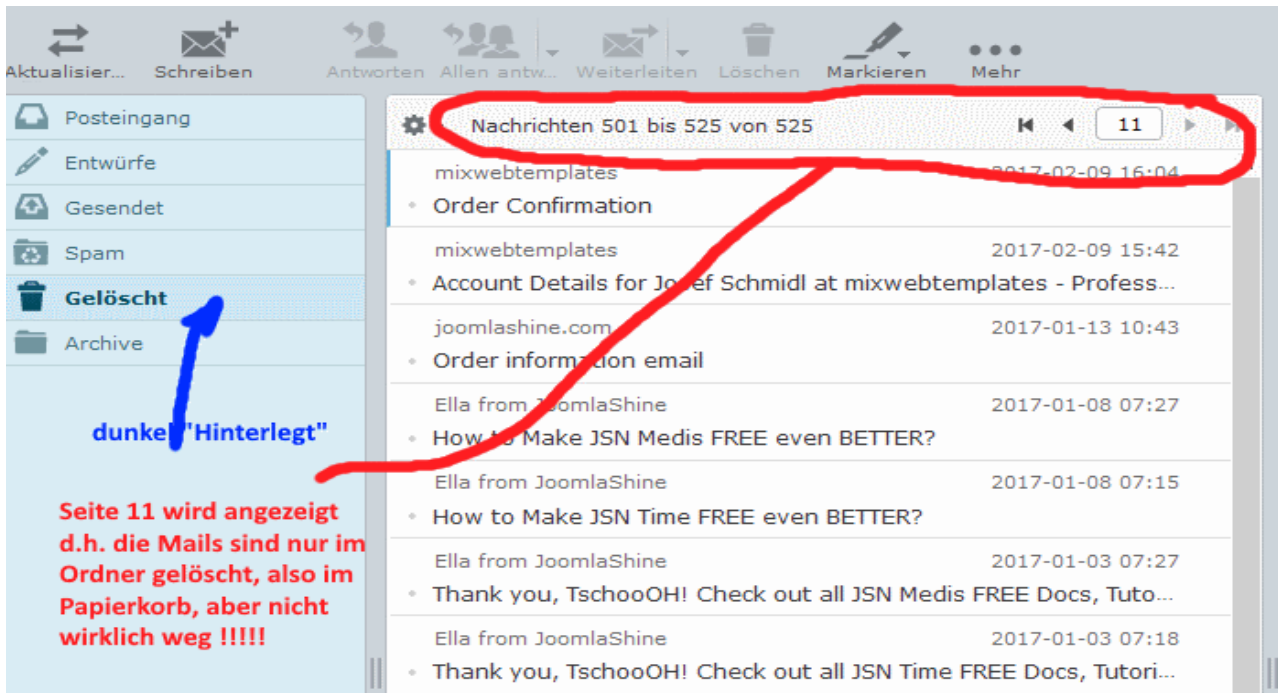 Aktualisier... Schreiben Antworten Allen antw... Weiterleiten Löschen Markieren Mehr
Posteingang
Entwürfe
Gesendet
Spam
Gelöscht
Archive
dunkel "Hinterlegt"
Seite 11 wird angezeigt
d.h. die Mails sind nur im
Ordner gelöscht, also im
Papierkorb, aber nicht
wirklich weg !!!!!
Nachrichten 501 bis 525 von 525 11
mixwebtemplates 2017-02-09 16:04
Order Confirmation
mixwebtemplates 2017-02-09 15:42
Account Details for Josef Schmidl at mixwebtemplates - Profess...
joomlashine.com 2017-01-13 10:43
Order information email
Ella from JoomlaShine 2017-01-08 07:27
How to Make JSN Medis FREE even BETTER?
Ella from JoomlaShine 2017-01-08 07:15
How to Make JSN Time FREE even BETTER?
Ella from JoomlaShine 2017-01-03 07:27
Thank you, TschooOH! Check out all JSN Medis FREE Docs, Tuto...
Ella from JoomlaShine 2017-01-03 07:18
Thank you, TschooOH! Check out all JSN Time FREE Docs, Tutori...